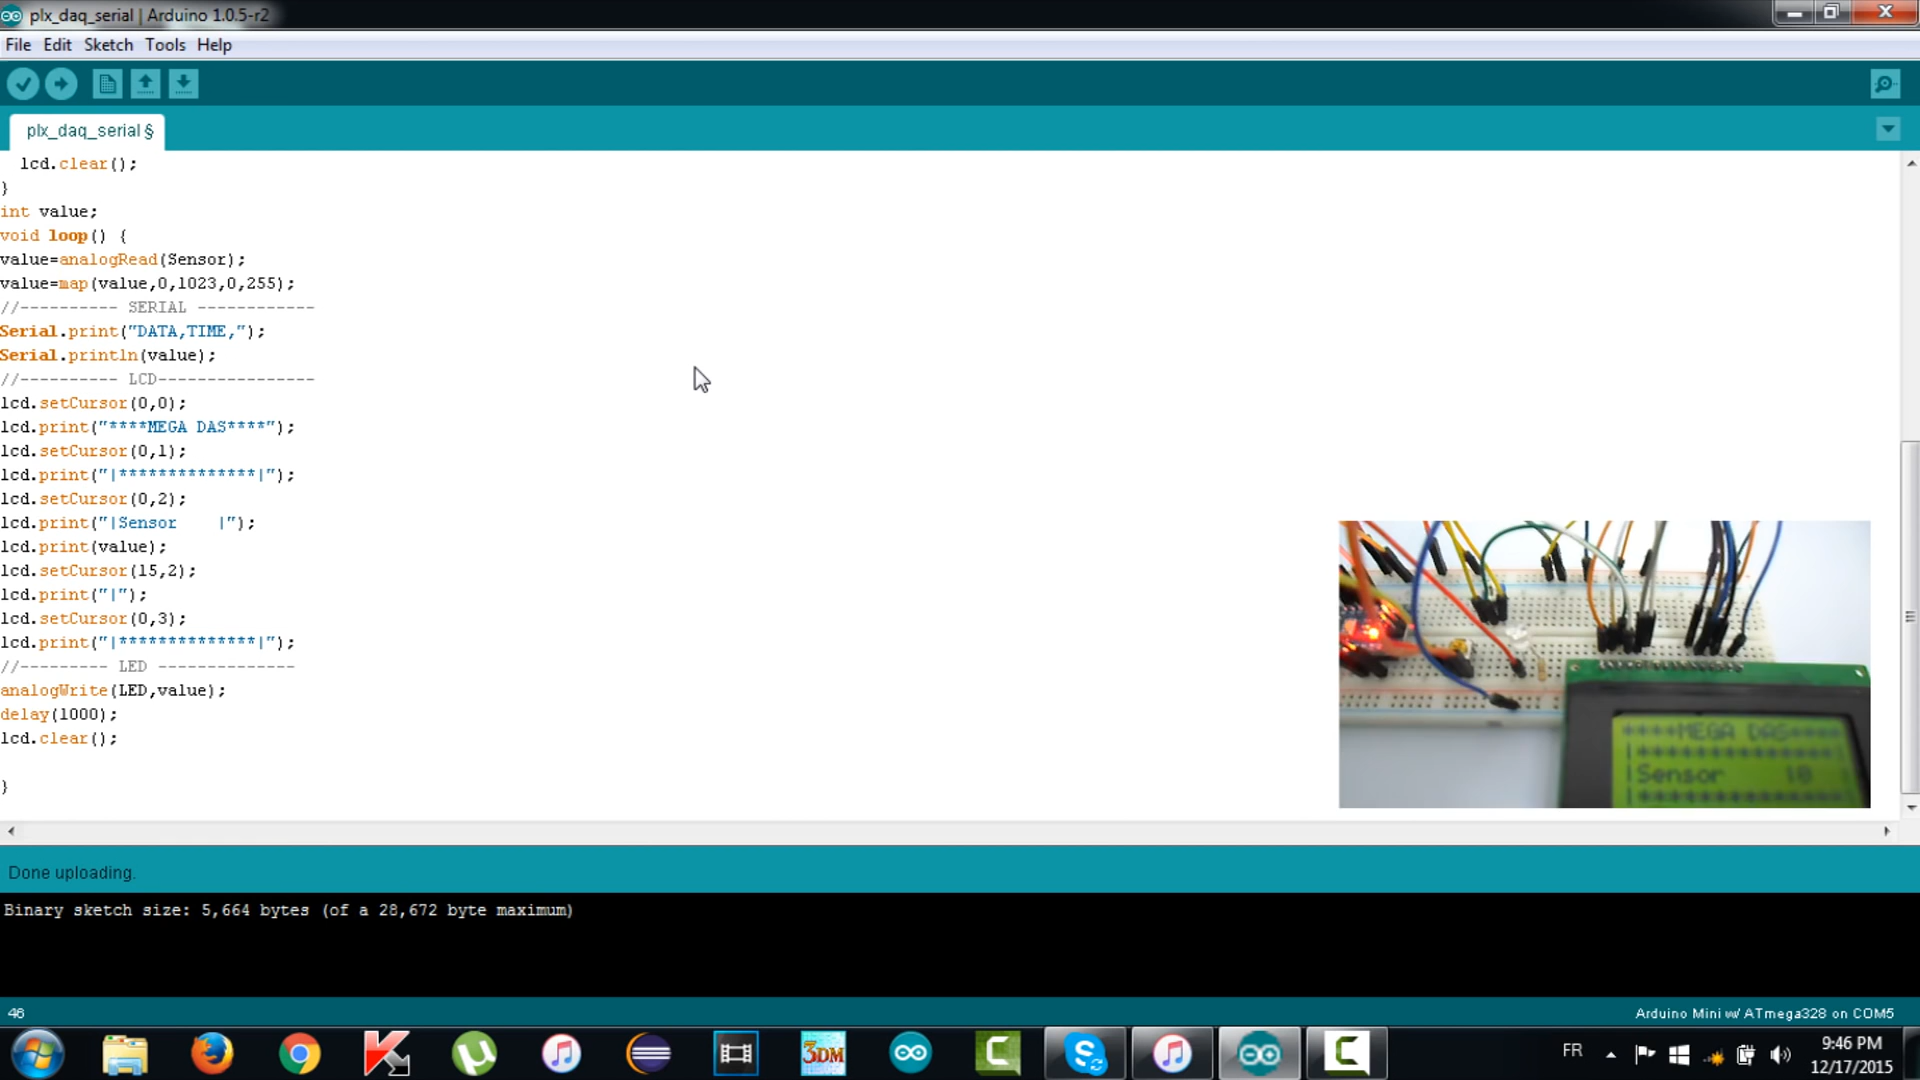 plx_daq_serial | Arduino 1.0.5-r2
File Edit Sketch Tools Help
plx_daq_serial §
lcd.clear();
}
int value;
void loop() {
value=analogRead(Sensor);
value=map(value,0,1023,0,255);
//---------- SERIAL ------------
Serial.print("DATA,TIME,");
Serial.println(value);
//---------- LCD----------------
lcd.setCursor(0,0);
lcd.print("****MEGA DAS****");
lcd.setCursor(0,1);
lcd.print("|**************|");
lcd.setCursor(0,2);
lcd.print("|Sensor    |");
lcd.print(value);
lcd.setCursor(15,2);
lcd.print("|");
lcd.setCursor(0,3);
lcd.print("|**************|");
//--------- LED --------------
analogWrite(LED,value);
delay(1000);
lcd.clear();
}
****MEGA DAS****
|**************|
|Sensor    10   |
Done uploading.
Binary sketch size: 5,664 bytes (of a 28,672 byte maximum)
46
Arduino Mini w/ ATmega328 on COM5
3DM
FR
9:46 PM
12/17/2015